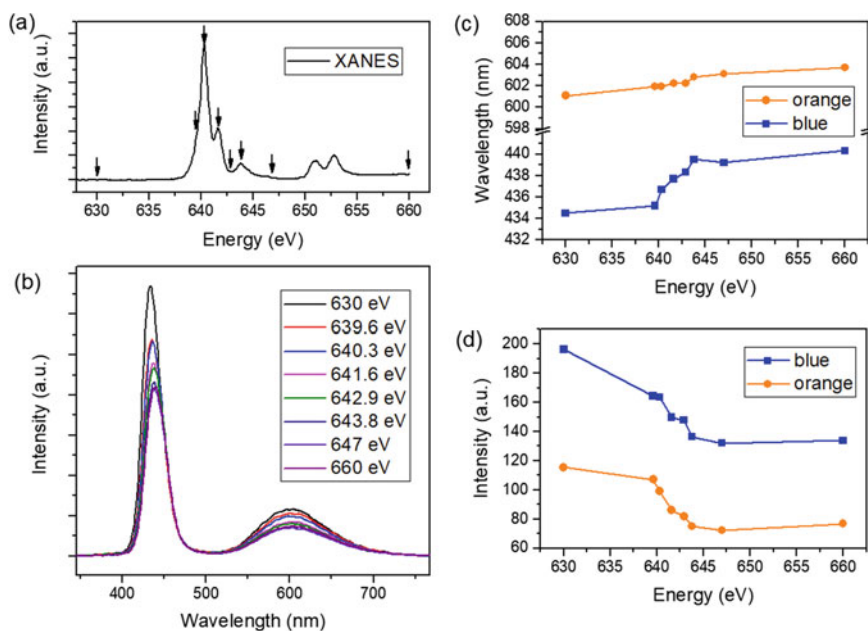 (a)
Intensity (a.u.)
XANES
630 635 640 645 650 655 660
Energy (eV)
(b)
Intensity (a.u.)
630 eV
639.6 eV
640.3 eV
641.6 eV
642.9 eV
643.8 eV
647 eV
660 eV
400 500 600 700
Wavelength (nm)
(c)
Wavelength (nm)
608
606
604
602
600
598
440
438
436
434
432
orange
blue
630 635 640 645 650 655 660
Energy (eV)
(d)
Intensity (a.u.)
200
180
160
140
120
100
80
60
blue
orange
630 635 640 645 650 655 660
Energy (eV)